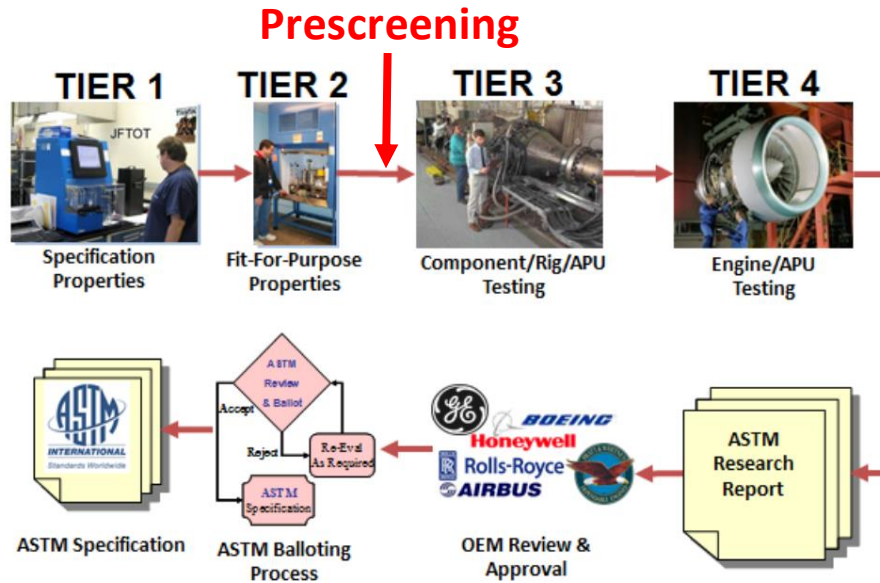 Prescreening
TIER 1
TIER 2
TIER 3
TIER 4
JFTOT
Specification
Properties
Fit-For-Purpose
Properties
Component/Rig/APU
Testing
Engine/APU
Testing
ASTM
INTERNATIONAL
Standards Worldwide
ASTM Specification
ASTM
Review
& Ballot
Accept
Reject
Re-Eval
As Required
ASTM
Specification
ASTM Balloting
Process
GE
BOEING
Honeywell
Rolls-Royce
AIRBUS
OEM Review &
Approval
ASTM
Research
Report